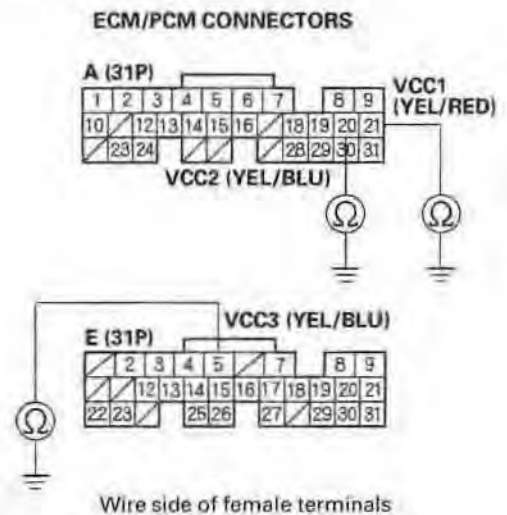 ECM/PCM CONNECTORS
A (31P)
VCC1
(YEL/RED)
1 2 3 4 5 6 7 8 9
10 12 13 14 15 16 18 19 20 21
23 24 28 29 30 31
VCC2 (YEL/BLU)
Ω Ω
VCC3 (YEL/BLU)
E (31P)
2 3 4 5 7 8 9
12 13 14 15 16 17 18 19 20 21
22 23 25 26 27 29 30 31
Ω
Wire side of female terminals